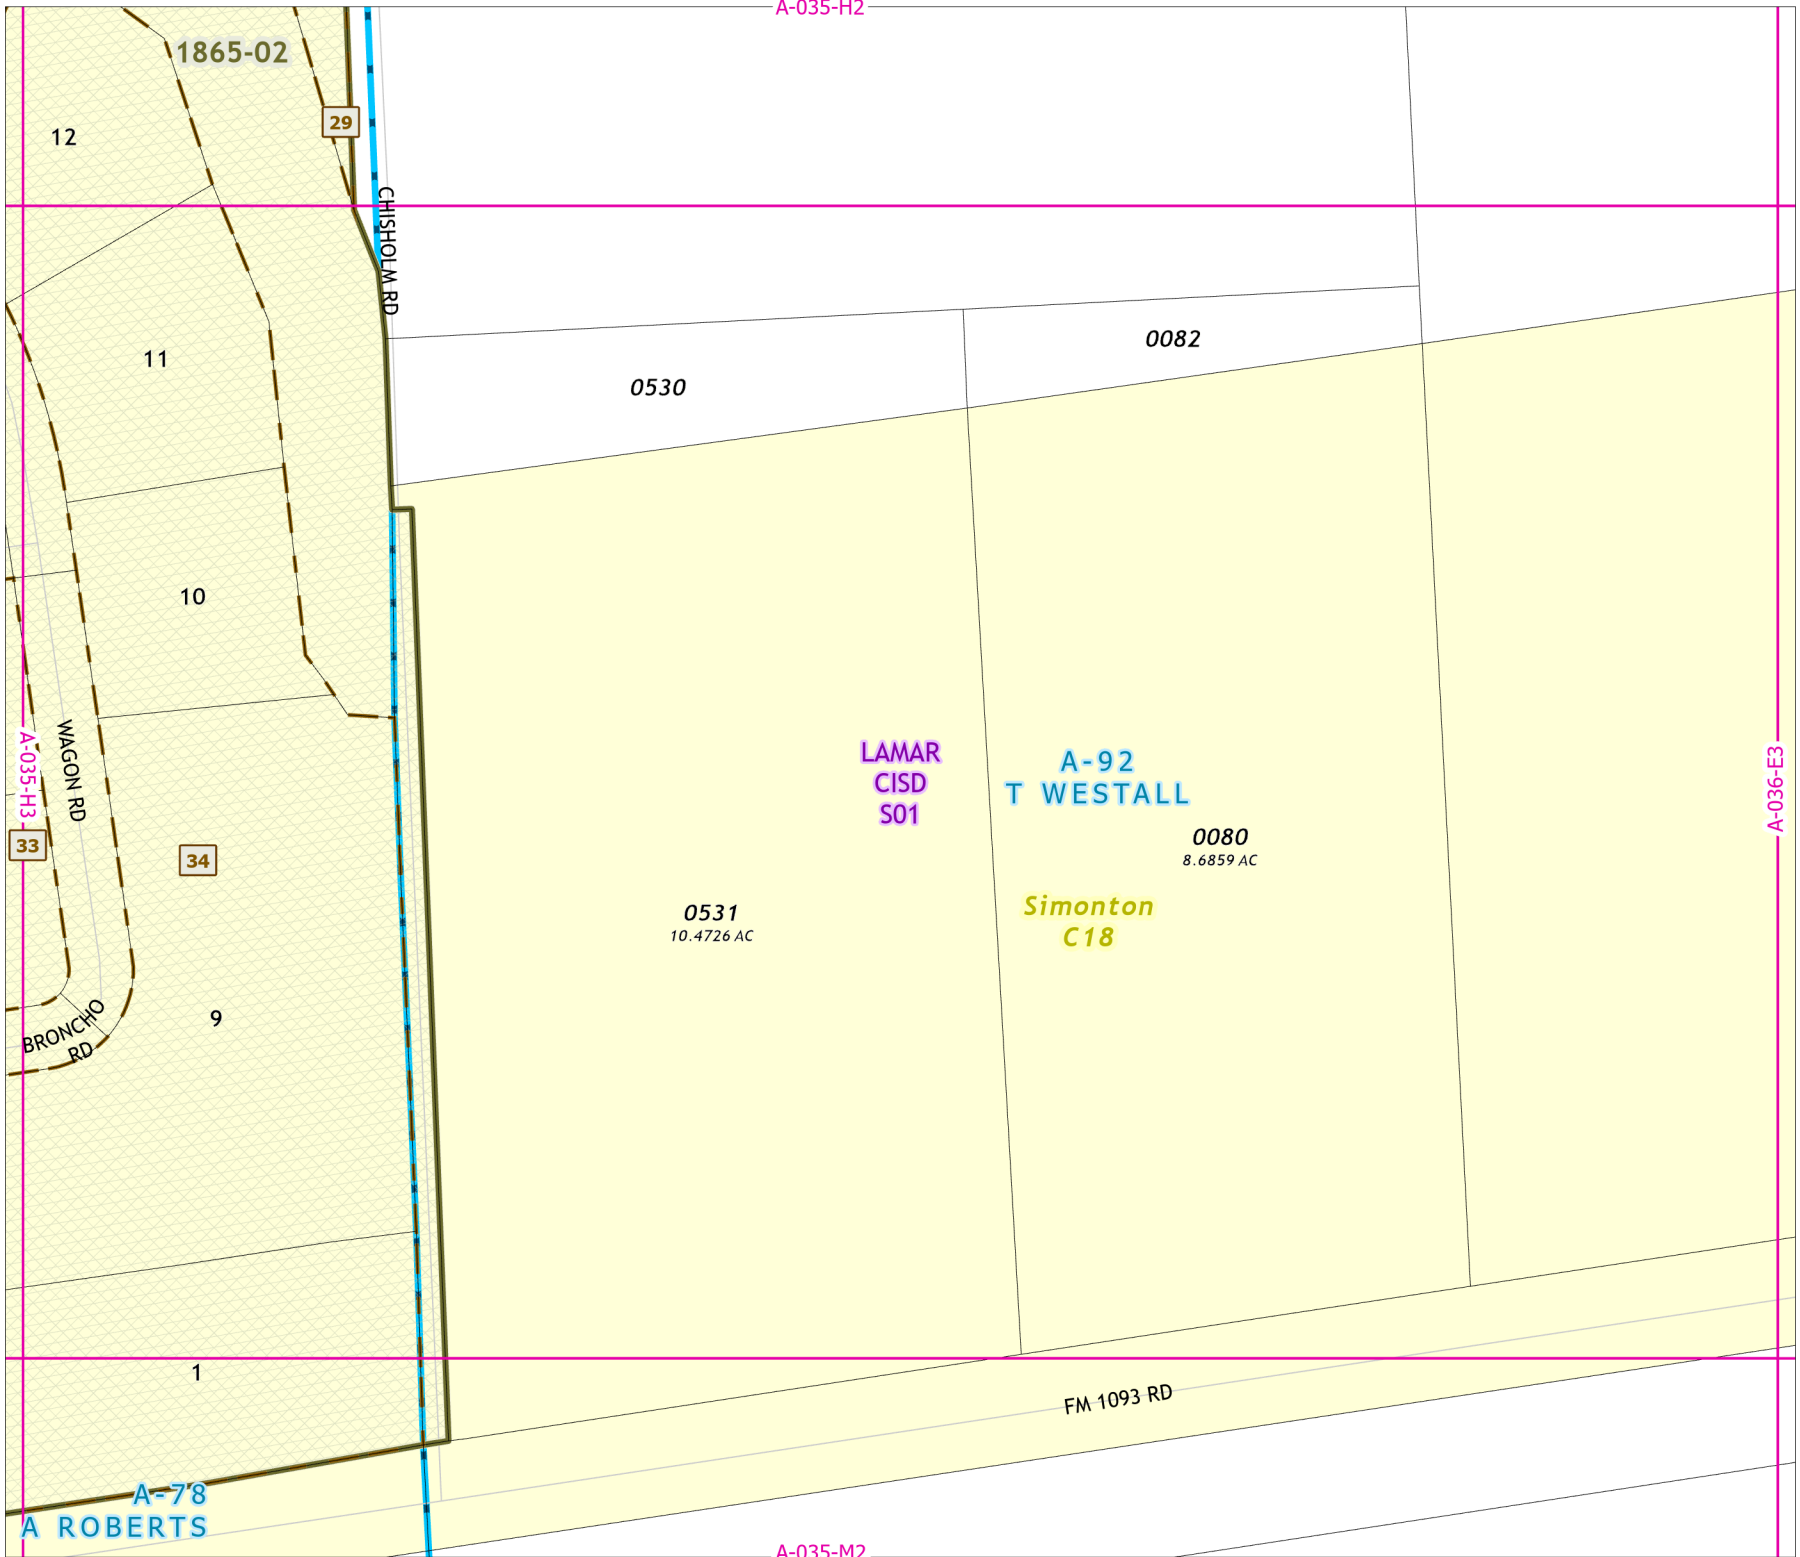 A-035-H2
1865-02
29
12
CHISHOLM RD
0082
11
0530
10
WAGON RD
A-035-H3
LAMAR
CISD
S01
A-92
T WESTALL
A-036-E3
0080
8.6859 AC
33
34
0531
10.4726 AC
Simonton
C18
9
BRONCHO
RD
1
FM 1093 RD
A-78
A ROBERTS
A-035-M2